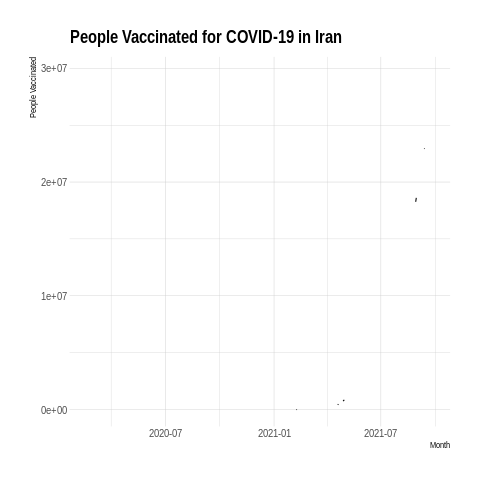 People Vaccinated for COVID-19 in Iran
People Vaccinated
3e+07
2e+07
1e+07
0e+00
2020-07 2021-01 2021-07
Month